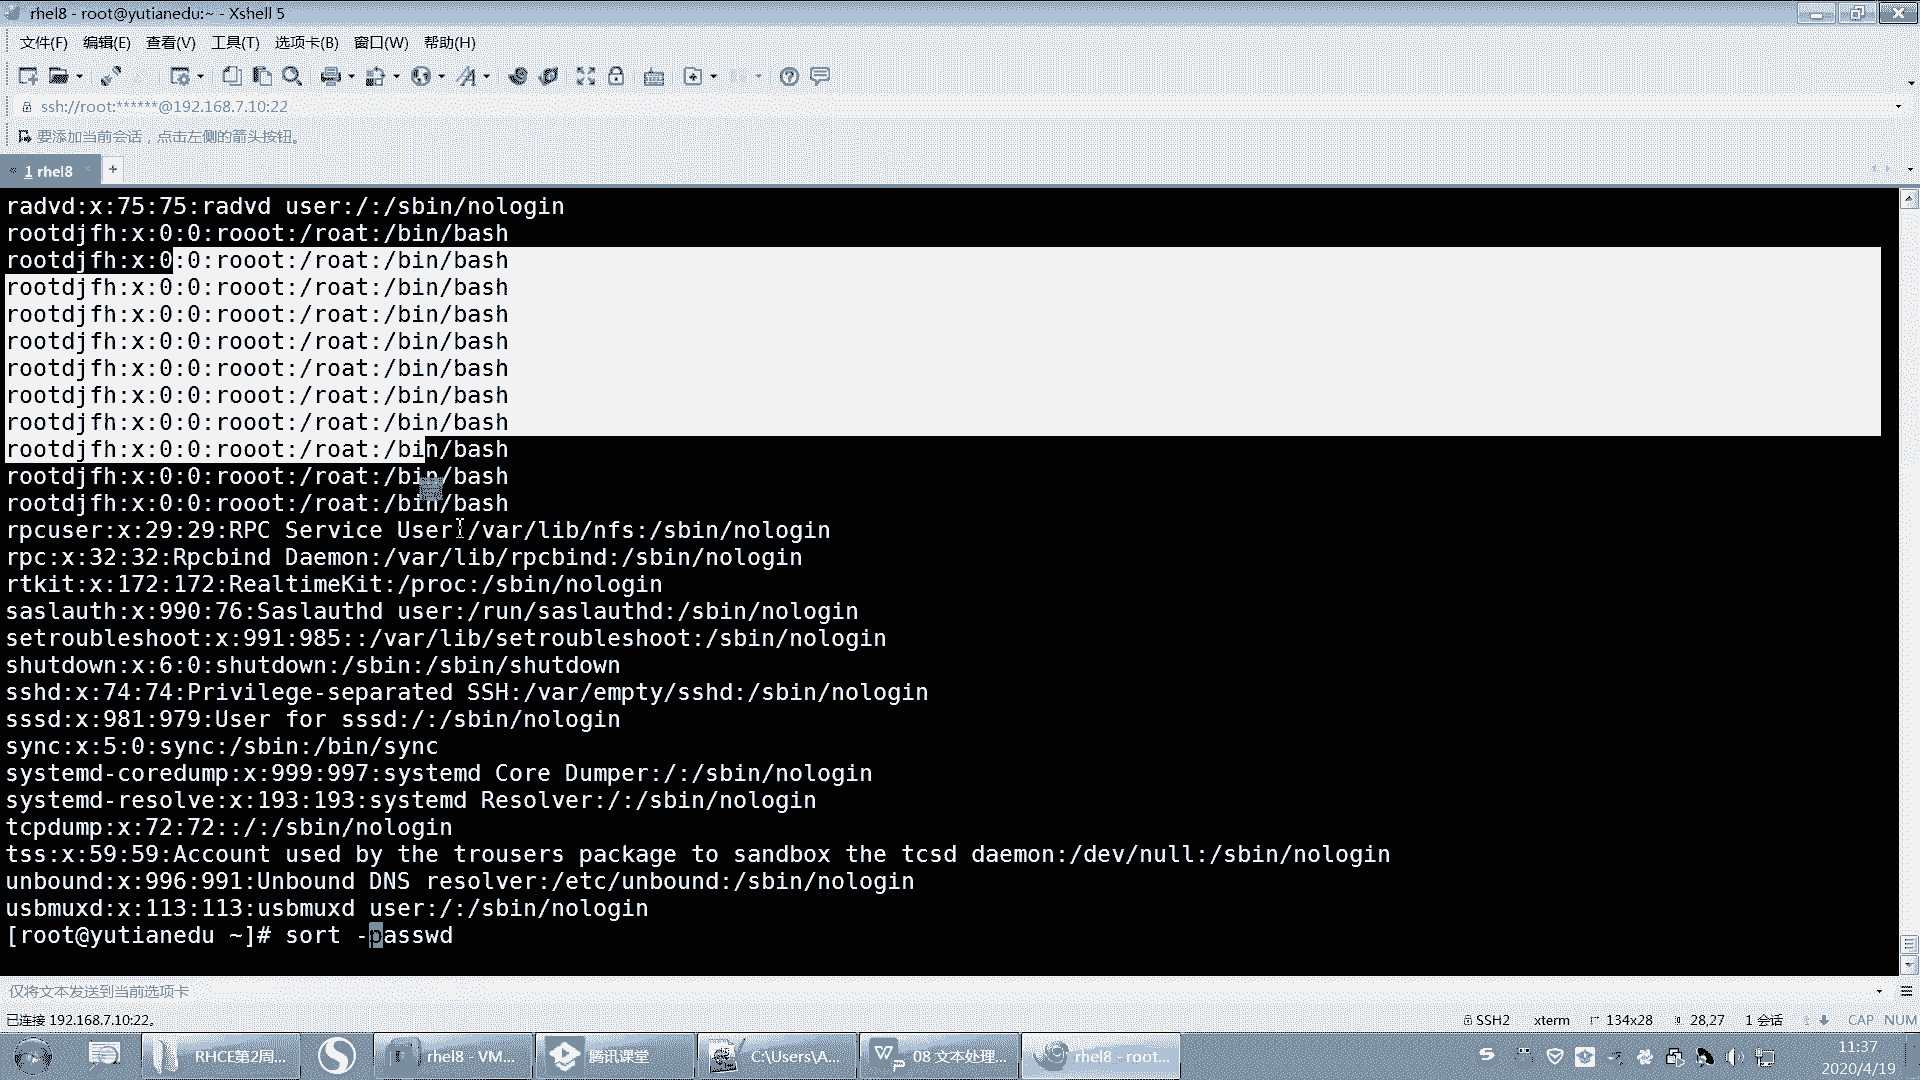 rhel8 - root@yutianedu:~ - Xshell 5
文件(F) 编辑(E) 查看(V) 工具(T) 选项卡(B) 窗口(W) 帮助(H)
ssh://root:******@192.168.7.10:22
要添加当前会话，点击左侧的箭头按钮。
1 rhel8
radvd:x:75:75:radvd user:/:/sbin/nologin
rootdjfh:x:0:0:rooot:/roat:/bin/bash
rootdjfh:x:0:0:rooot:/roat:/bin/bash
rootdjfh:x:0:0:rooot:/roat:/bin/bash
rootdjfh:x:0:0:rooot:/roat:/bin/bash
rootdjfh:x:0:0:rooot:/roat:/bin/bash
rootdjfh:x:0:0:rooot:/roat:/bin/bash
rootdjfh:x:0:0:rooot:/roat:/bin/bash
rootdjfh:x:0:0:rooot:/roat:/bin/bash
rootdjfh:x:0:0:rooot:/roat:/bin/bash
rootdjfh:x:0:0:rooot:/roat:/bin/bash
rootdjfh:x:0:0:rooot:/roat:/bin/bash
rpcuser:x:29:29:RPC Service User:/var/lib/nfs:/sbin/nologin
rpc:x:32:32:Rpcbind Daemon:/var/lib/rpcbind:/sbin/nologin
rtkit:x:172:172:RealtimeKit:/proc:/sbin/nologin
saslauth:x:990:76:Saslauthd user:/run/saslauthd:/sbin/nologin
setroubleshoot:x:991:985::/var/lib/setroubleshoot:/sbin/nologin
shutdown:x:6:0:shutdown:/sbin:/sbin/shutdown
sshd:x:74:74:Privilege-separated SSH:/var/empty/sshd:/sbin/nologin
sssd:x:981:979:User for sssd:/:/sbin/nologin
sync:x:5:0:sync:/sbin:/bin/sync
systemd-coredump:x:999:997:systemd Core Dumper:/:/sbin/nologin
systemd-resolve:x:193:193:systemd Resolver:/:/sbin/nologin
tcpdump:x:72:72::/:/sbin/nologin
tss:x:59:59:Account used by the trousers package to sandbox the tcsd daemon:/dev/null:/sbin/nologin
unbound:x:996:991:Unbound DNS resolver:/etc/unbound:/sbin/nologin
usbmuxd:x:113:113:usbmuxd user:/:/sbin/nologin
[root@yutianedu ~]# sort -passwd
仅将文本发送到当前选项卡
已连接 192.168.7.10:22。 SSH2 xterm 134x28 28,27 1 会话 CAP NUM
RHCE第2周... rhel8 - VM... 腾讯课堂 C:\Users\A... 08 文本处理... rhel8 - root... 11:37
2020/4/19